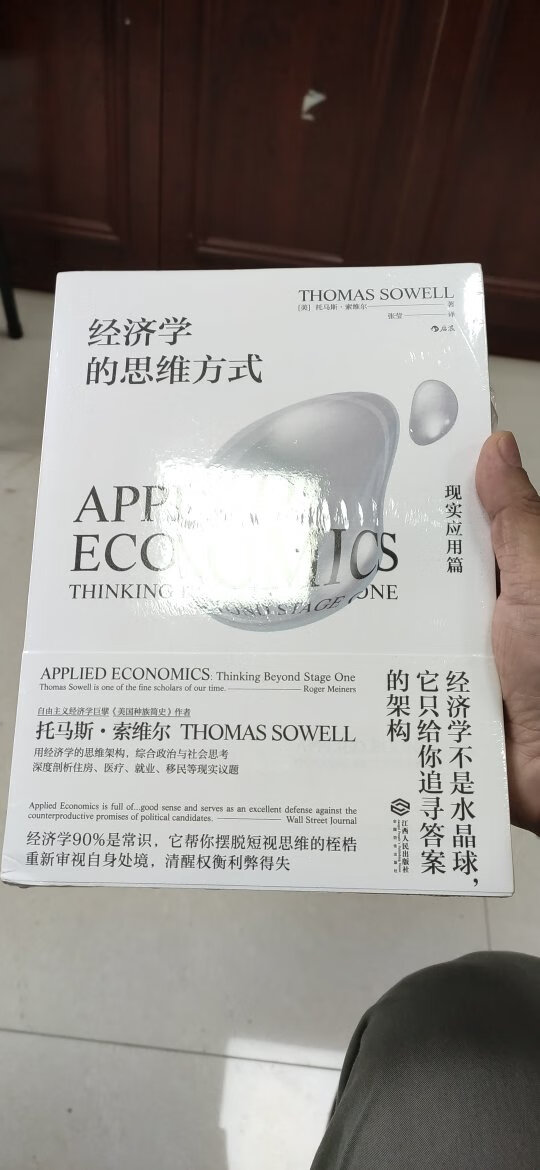 THOMAS SOWELL
[美] 托马斯·索维尔 著
张莹 译
后浪
经济学
的思维方式
APP
ECONOMICS
THINKING BEYOND STAGE ONE
现实应用篇
APPLIED ECONOMICS: Thinking Beyond Stage One
Thomas Sowell is one of the fine scholars of our time. Roger Meiners
自由主义经济学巨擘《美国种族简史》作者
托马斯·索维尔 THOMAS SOWELL
用经济学的思维架构，综合政治与社会思考
深度剖析住房、医疗、就业、移民等现实议题
Applied Economics is full of...good sense and serves as an excellent defense against the
counterproductive promises of political candidates. Wall Street Journal
经济学90%是常识，它帮你摆脱短视思维的桎梏
重新审视自身处境，清醒权衡利弊得失
经济学不是水晶球，
它只给你追寻答案
的架构
江西人民出版社